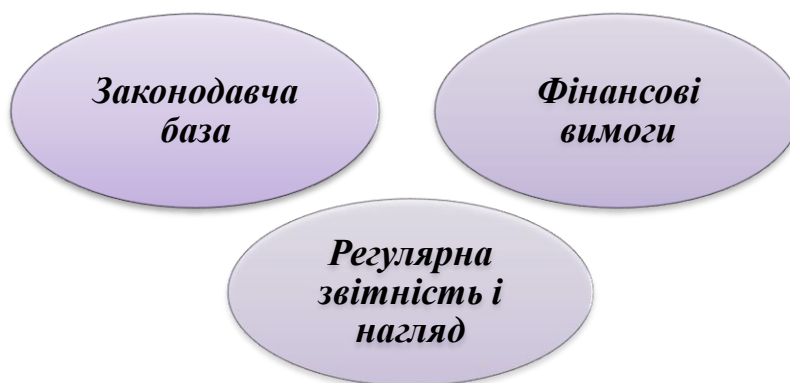 Законодавча
база
Фінансові
вимоги
Регулярна
звітність і
нагляд